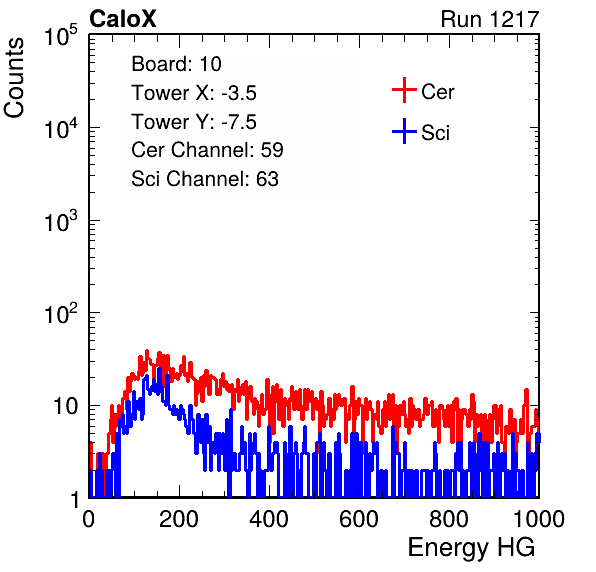 CaloX Run 1217
Counts
10^5
10^4
10^3
10^2
10
1
Board: 10
Tower X: -3.5
Tower Y: -7.5
Cer Channel: 59
Sci Channel: 63
Cer
Sci
0 200 400 600 800 1000
Energy HG